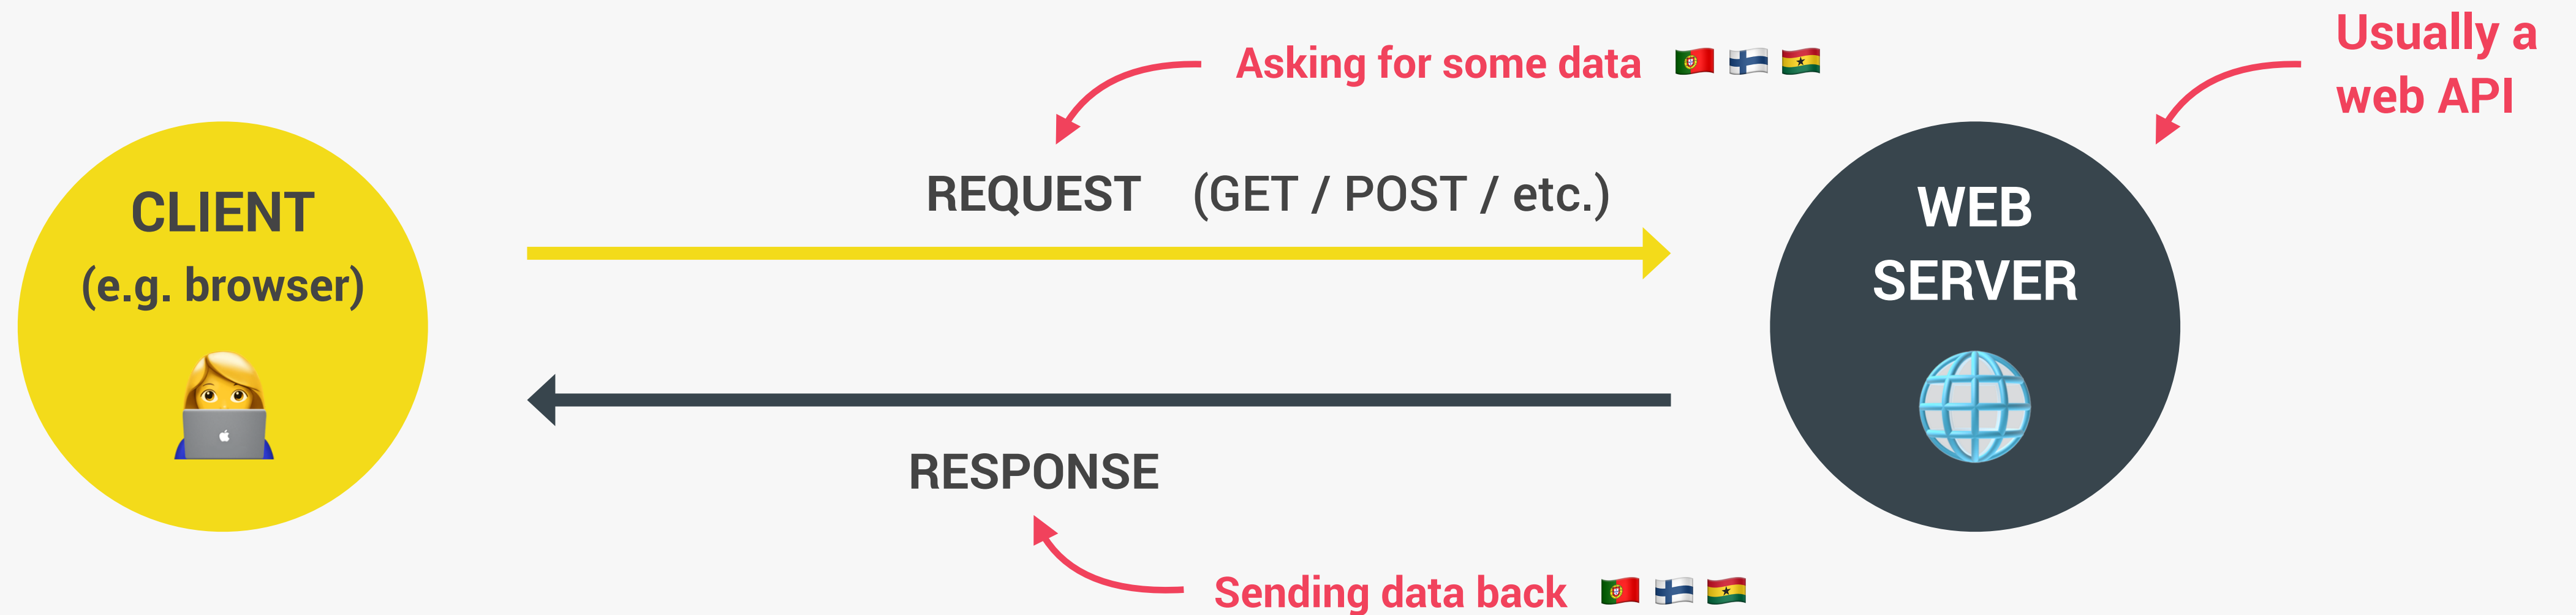 Usually a
web API
Asking for some data
REQUEST (GET / POST / etc.)
CLIENT
(e.g. browser)
WEB
SERVER
RESPONSE
Sending data back